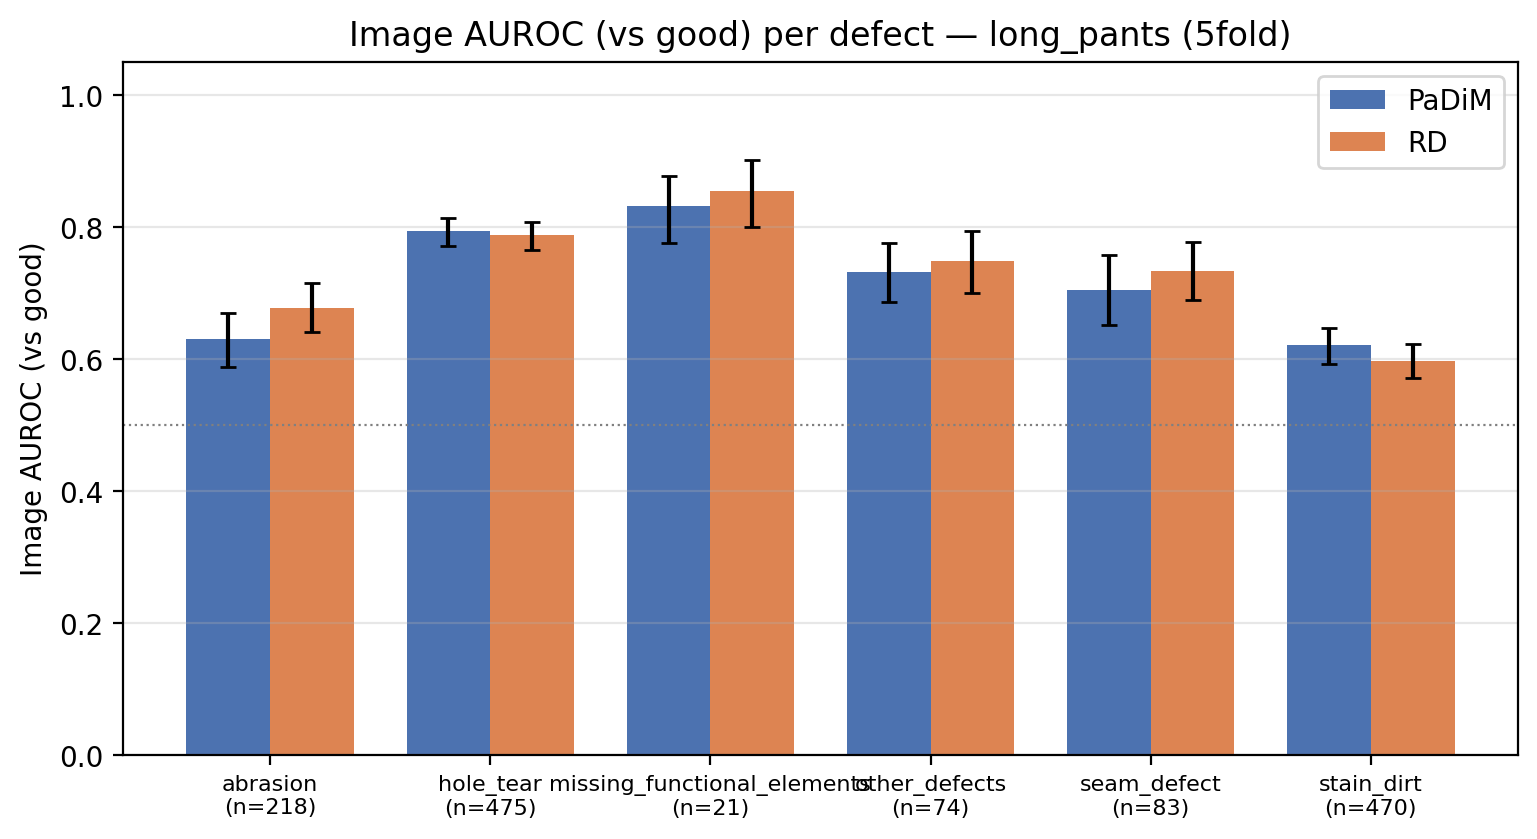 Image AUROC (vs good) per defect — long_pants (5fold)
PaDiM
RD
Image AUROC (vs good)
1.0
0.8
0.6
0.4
0.2
0.0
abrasion
(n=218)
hole_tear
(n=475)
missing_functional_elements
(n=21)
other_defects
(n=74)
seam_defect
(n=83)
stain_dirt
(n=470)